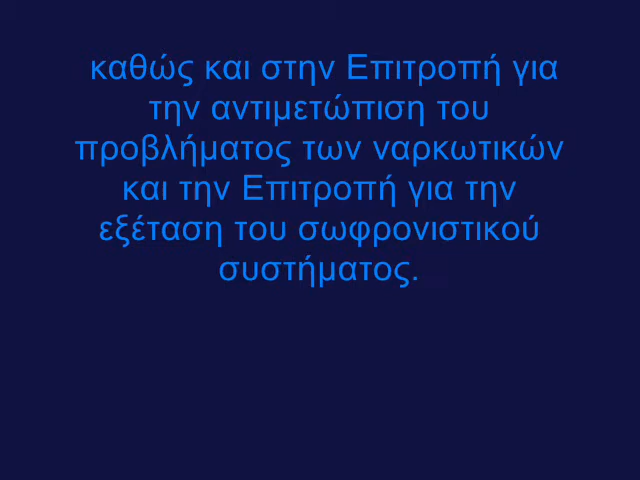 καθώς και στην Επιτροπή για
την αντιμετώπιση του
προβλήματος των ναρκωτικών
και την Επιτροπή για την
εξέταση του σωφρονιστικού
συστήματος.